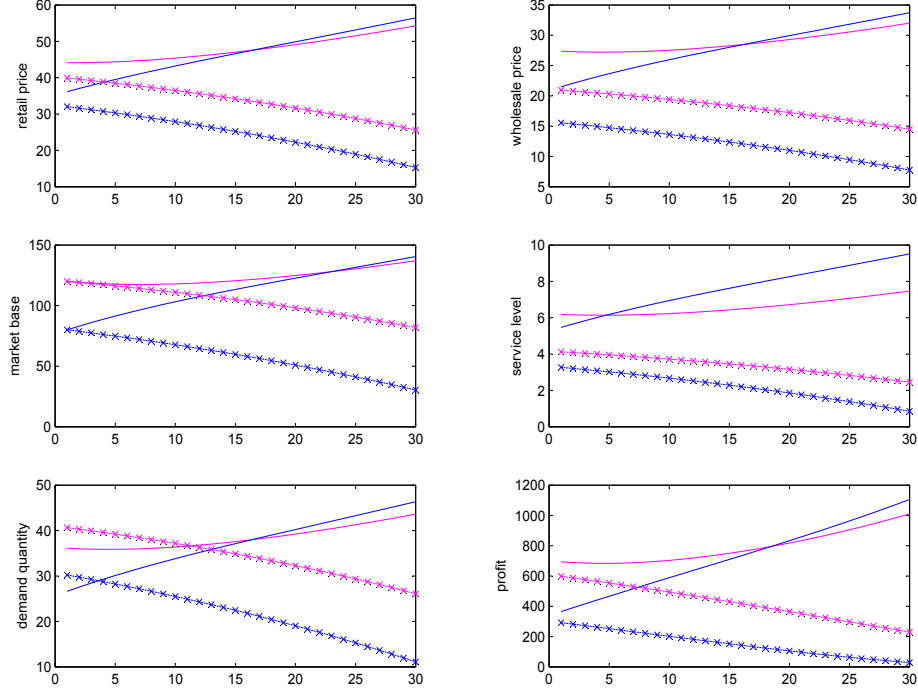 retail price
60
50
40
30
20
10
0 5 10 15 20 25 30
wholesale price
35
30
25
20
15
10
5
0 5 10 15 20 25 30
market base
150
100
50
0
0 5 10 15 20 25 30
service level
10
8
6
4
2
0
0 5 10 15 20 25 30
demand quantity
50
40
30
20
10
0 5 10 15 20 25 30
profit
1200
1000
800
600
400
200
0
0 5 10 15 20 25 30